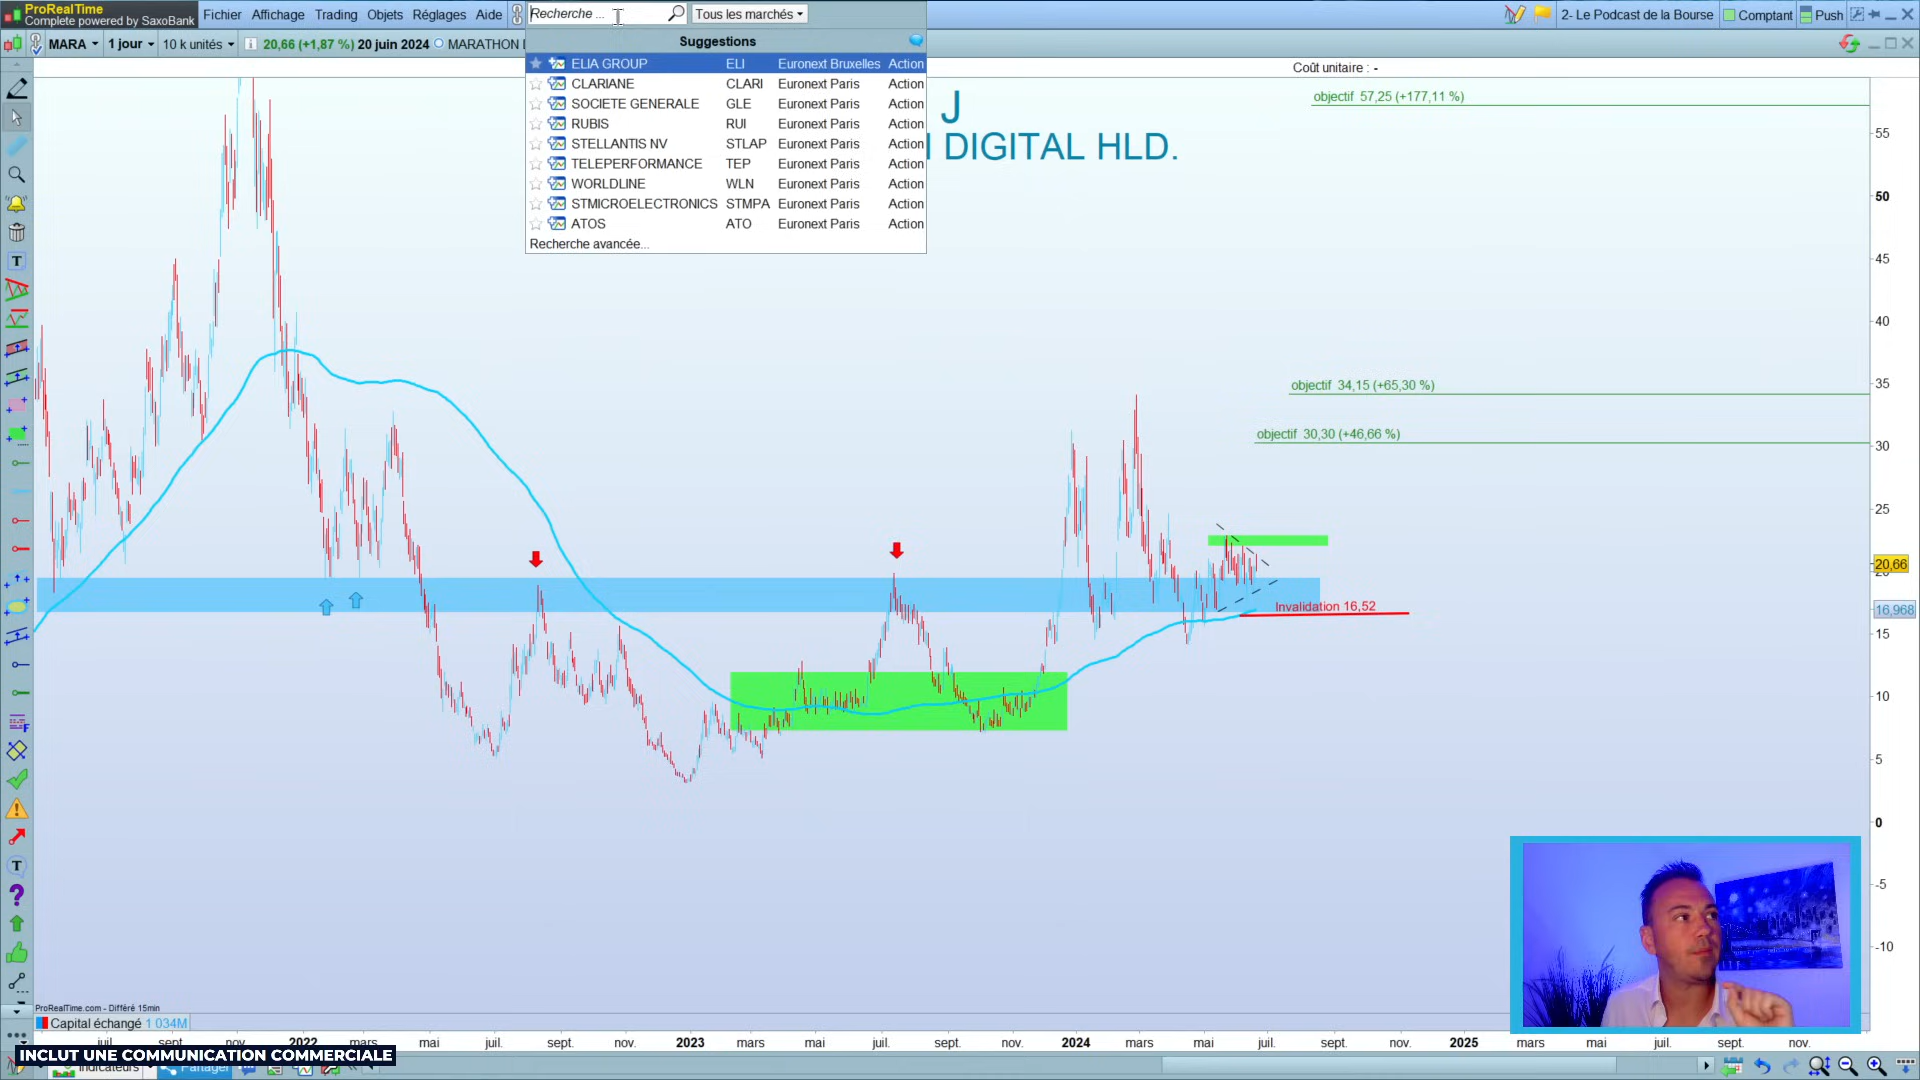 ProRealTime
Complete powered by SaxoBank
Fichier Affichage Trading Objets Réglages Aide
Recherche ...
Tous les marchés
2- Le Podcast de la Bourse
Comptant
Push
MARA 1 jour 10 k unités 20,66 (+1,87 %) 20 juin 2024 MARATHON
Suggestions
ELIA GROUP ELI Euronext Bruxelles Action
CLARIANE CLARI Euronext Paris Action
SOCIETE GENERALE GLE Euronext Paris Action
RUBIS RUI Euronext Paris Action
STELLANTIS NV STLAP Euronext Paris Action
TELEPERFORMANCE TEP Euronext Paris Action
WORLDLINE WLN Euronext Paris Action
STMICROELECTRONICS STMPA Euronext Paris Action
ATOS ATO Euronext Paris Action
Recherche avancée...
Coût unitaire : -
J
DIGITAL HLD.
objectif 57,25 (+177,11 %)
objectif 34,15 (+65,30 %)
objectif 30,30 (+46,66 %)
Invalidation 16,52
55
50
45
40
35
30
25
20,66
16,968
15
10
5
0
-5
-10
ProRealTime.com - Différé 15min
Capital échangé 1 034M
juil. sept. nov. 2022 mars mai juil. sept. nov. 2023 mars mai juil. sept. nov. 2024 mars mai juil. sept. nov. 2025 mars mai juil. sept. nov.
INCLUT UNE COMMUNICATION COMMERCIALE
Indicateurs
Partager